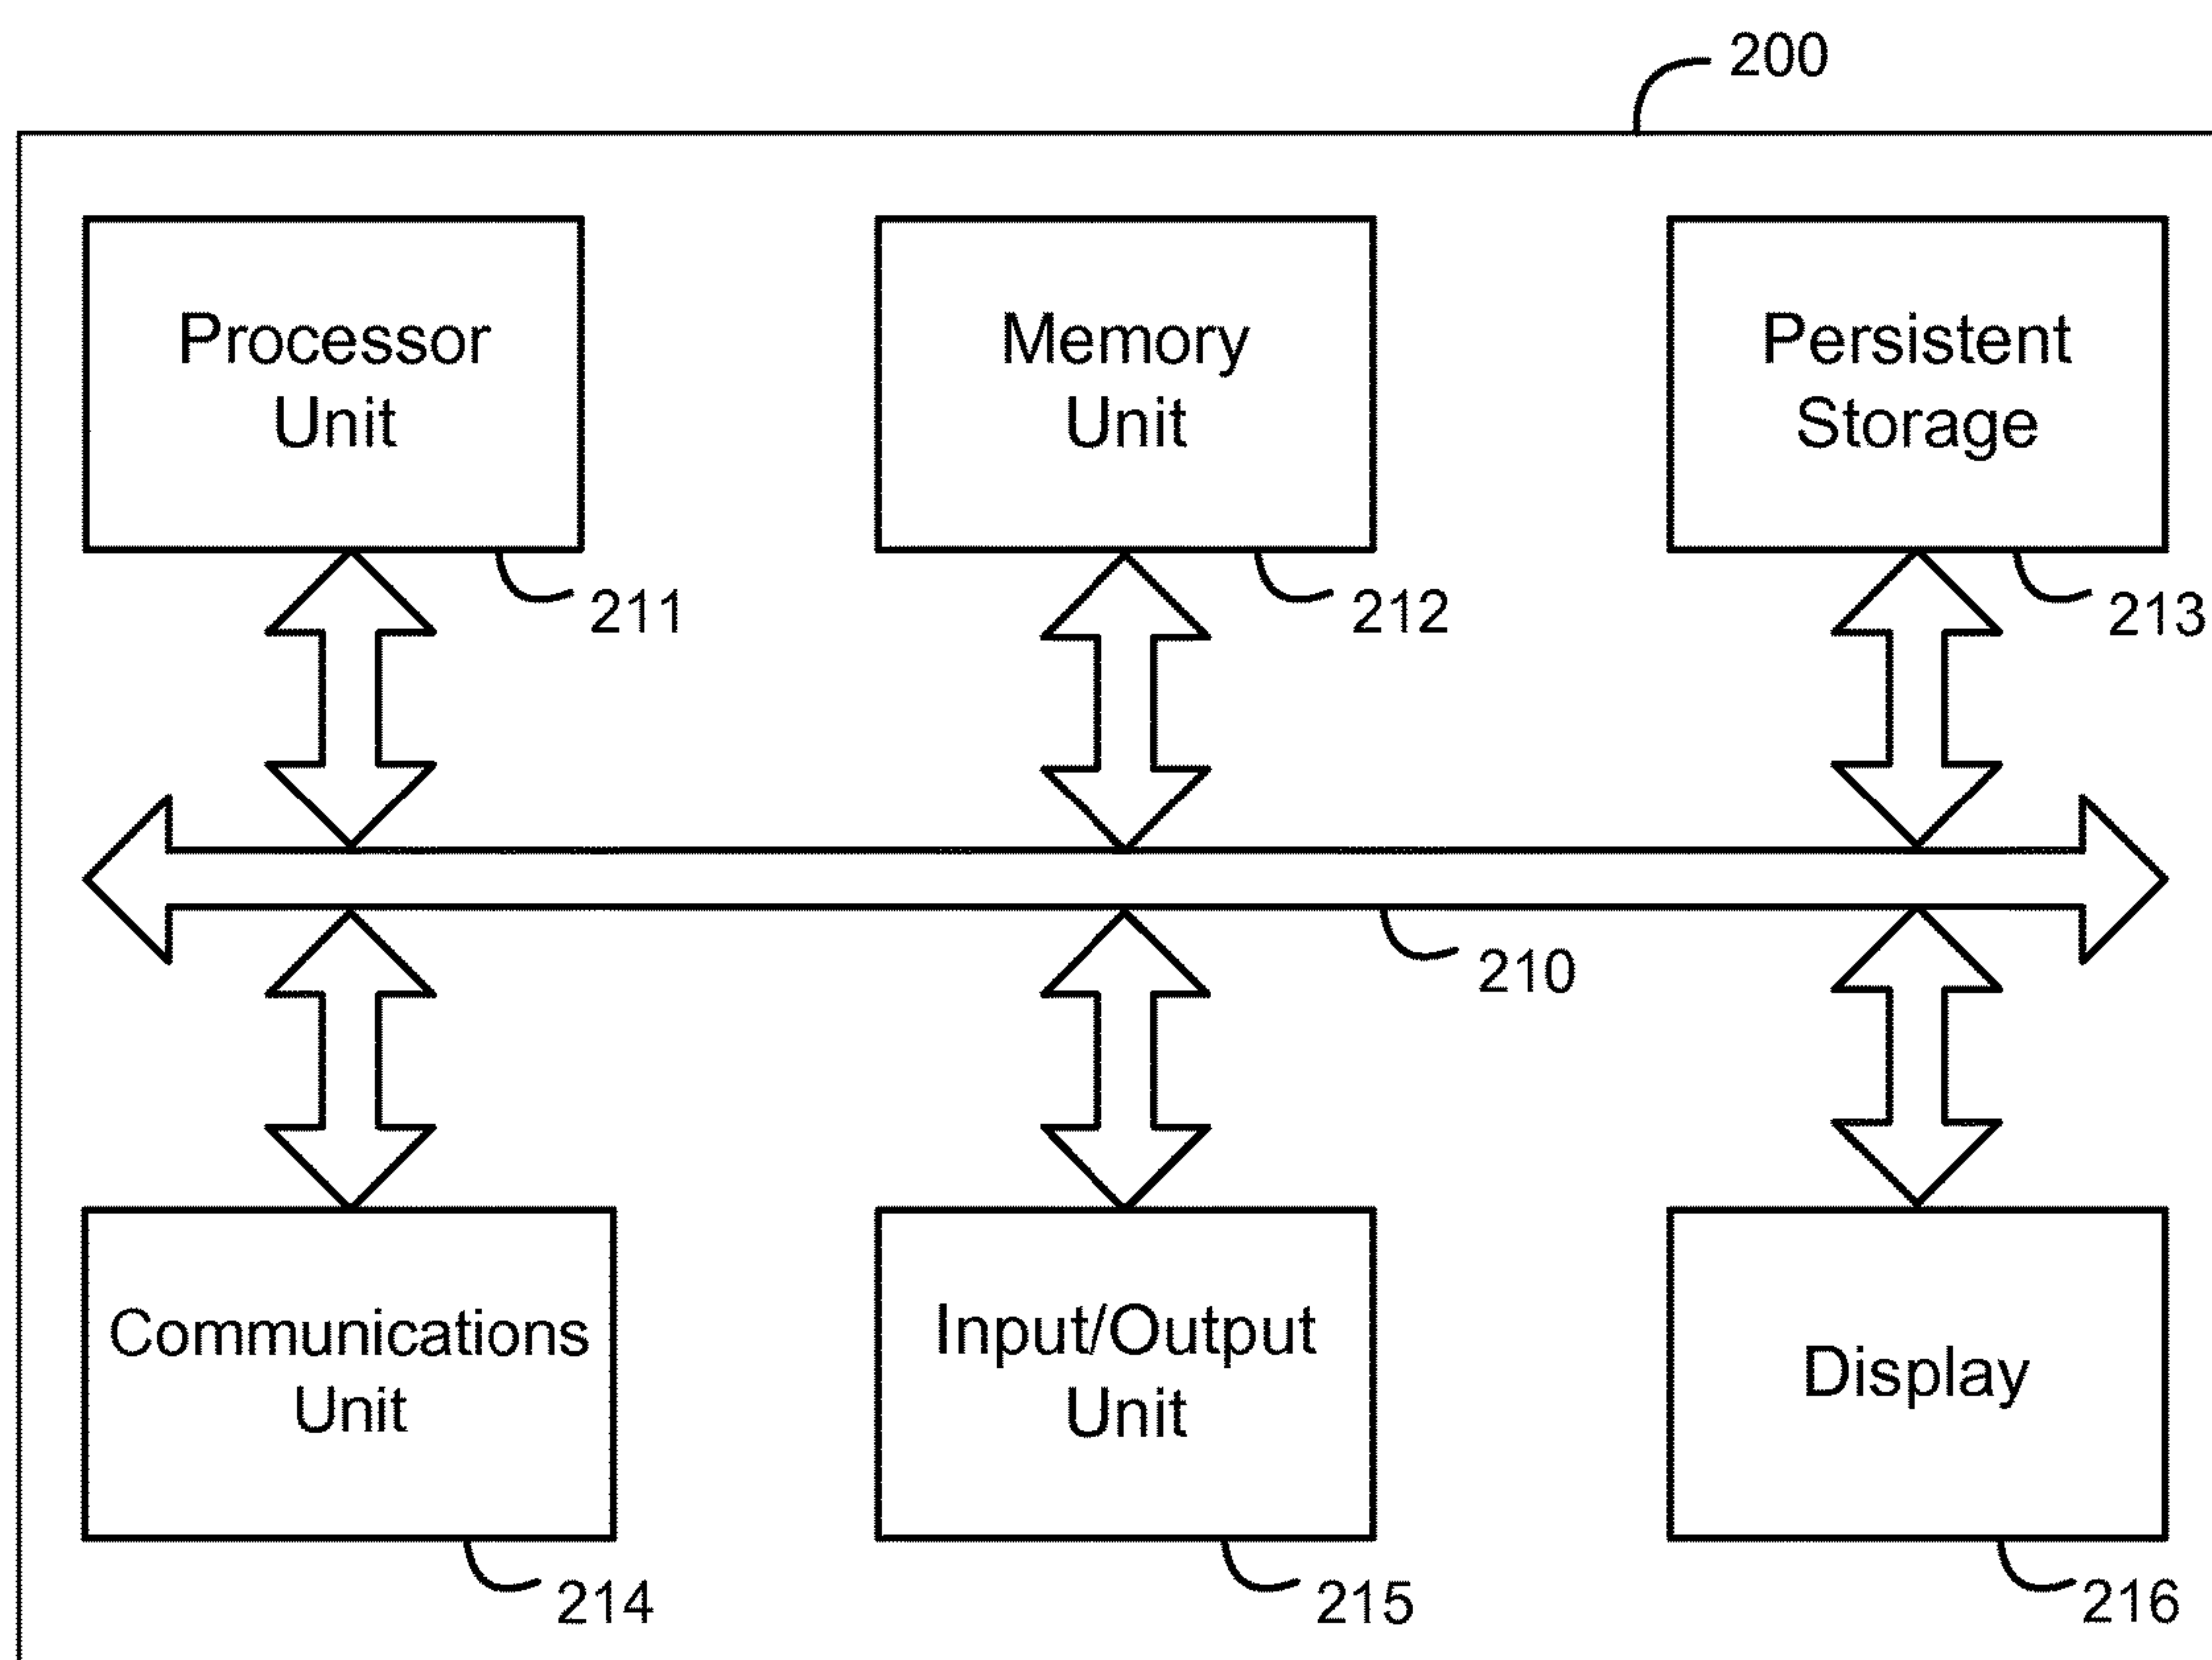 200
Processor
Unit
Memory
Unit
Persistent
Storage
211
212
213
210
Communications
Unit
Input/Output
Unit
Display
214
215
216